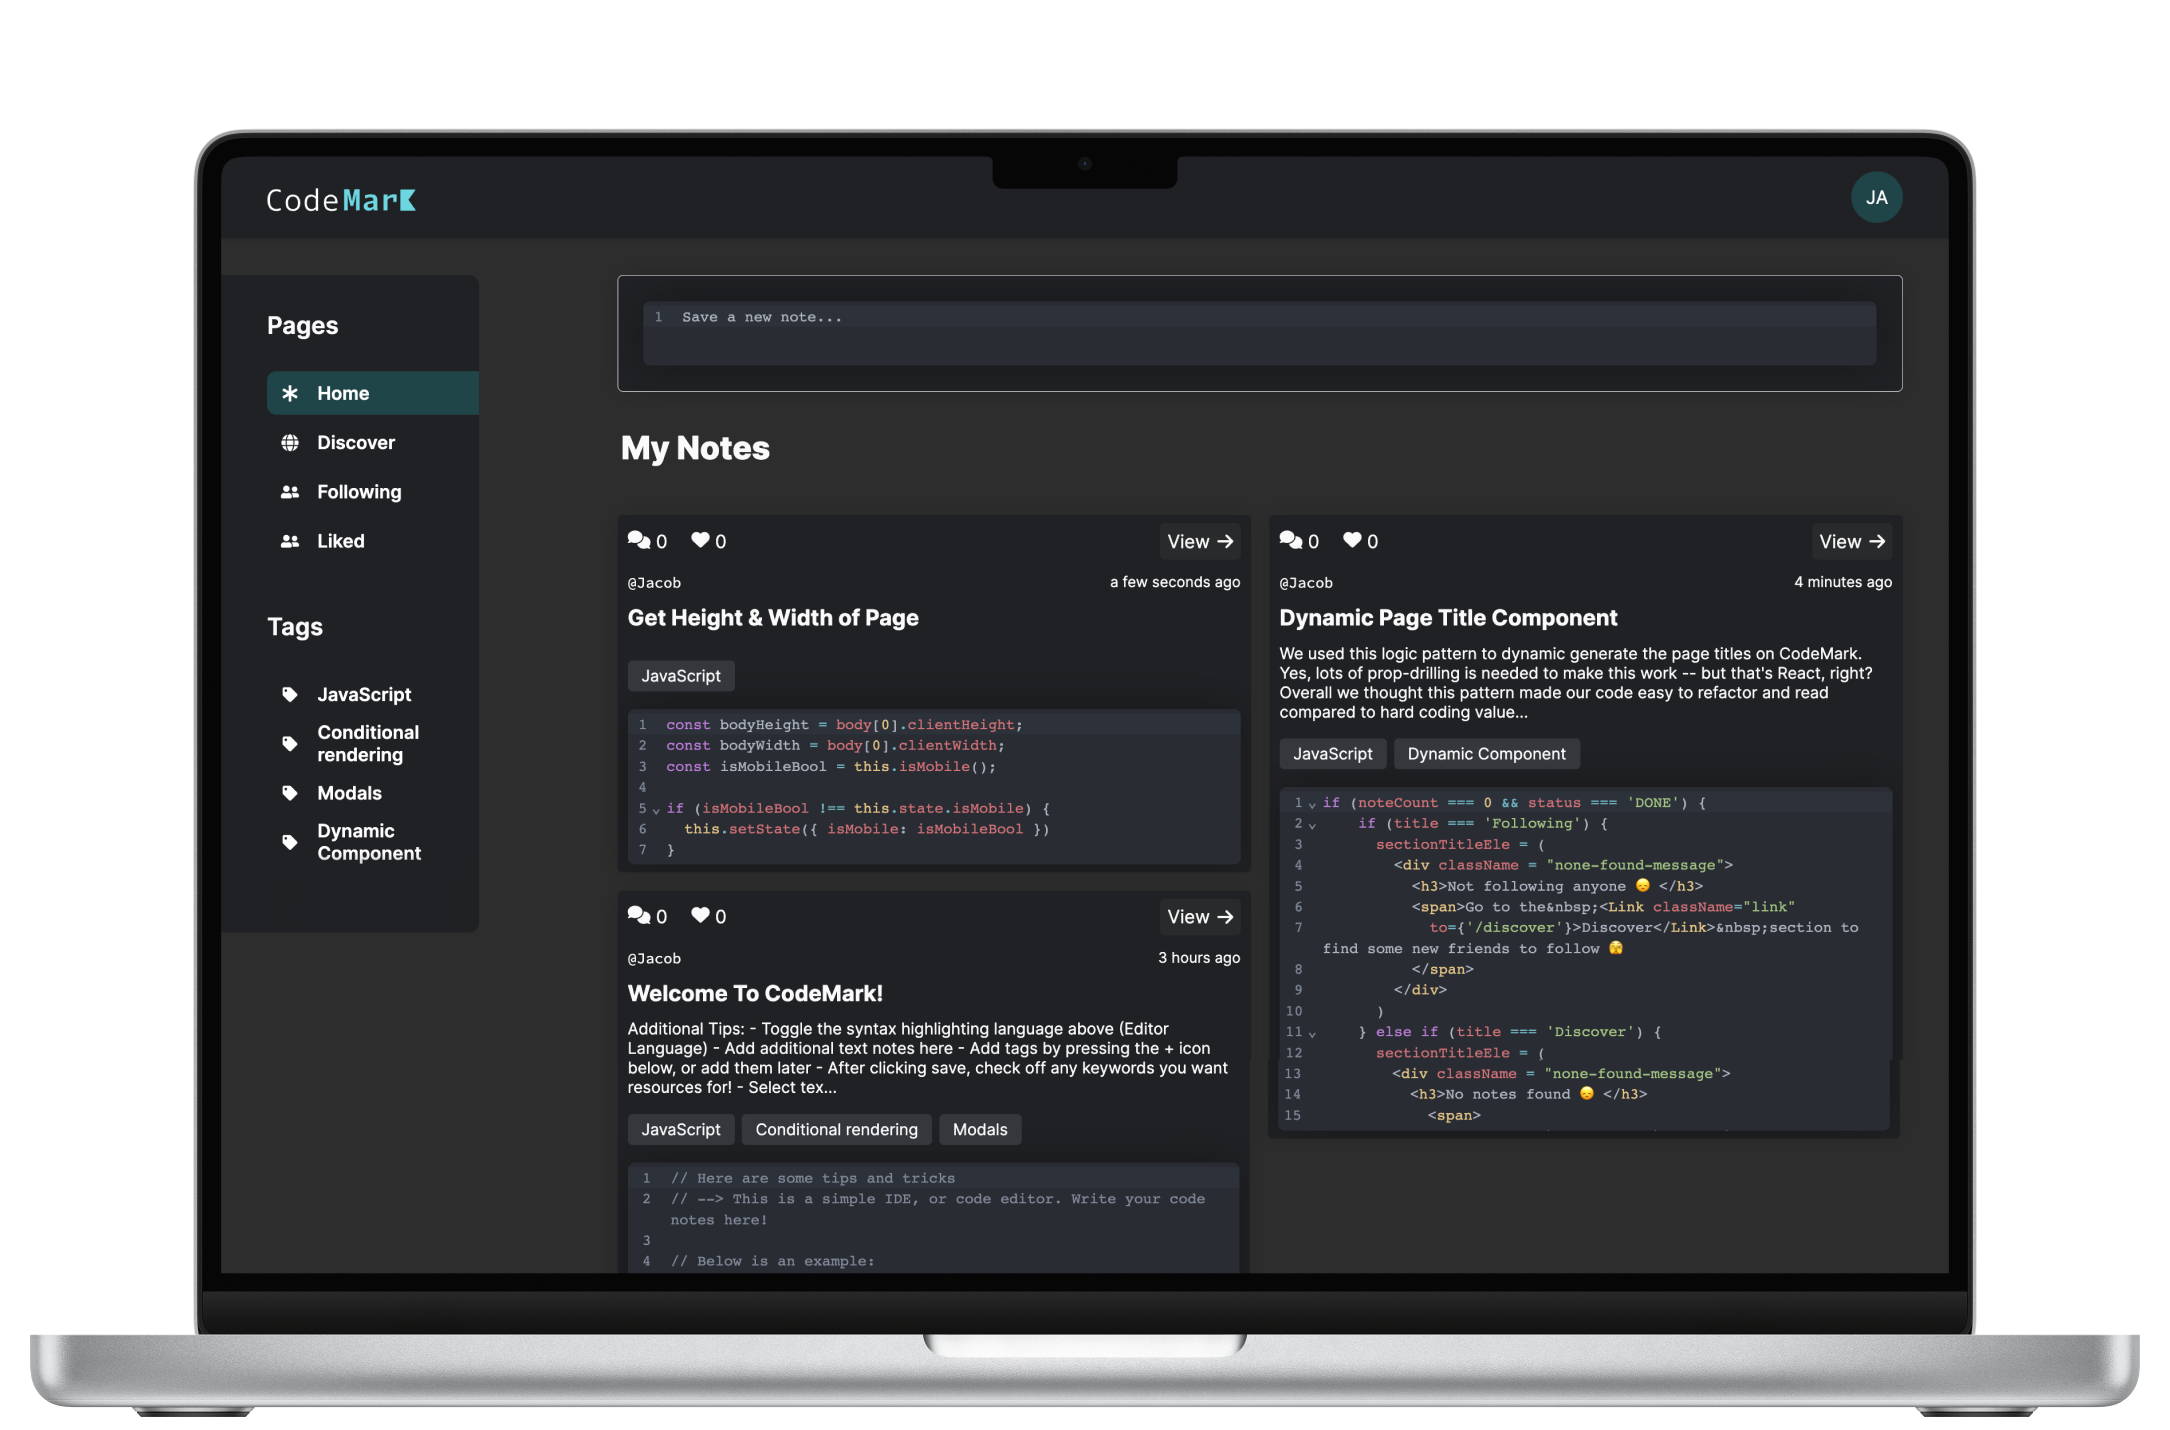 CodeMark
JA
Pages
Home
Discover
Following
Liked
Tags
JavaScript
Conditional
rendering
Modals
Dynamic
Component
1 Save a new note...
My Notes
0 0 View →
@Jacob a few seconds ago
Get Height & Width of Page
JavaScript
1 const bodyHeight = body[0].clientHeight;
2 const bodyWidth = body[0].clientWidth;
3 const isMobileBool = this.isMobile();
4
5 if (isMobileBool !== this.state.isMobile) {
6 this.setState({ isMobile: isMobileBool })
7 }
0 0 View →
@Jacob 3 hours ago
Welcome To CodeMark!
Additional Tips: - Toggle the syntax highlighting language above (Editor
Language) - Add additional text notes here - Add tags by pressing the + icon
below, or add them later - After clicking save, check off any keywords you want
resources for! - Select tex...
JavaScript Conditional rendering Modals
1 // Here are some tips and tricks
2 // --> This is a simple IDE, or code editor. Write your code
notes here!
3
4 // Below is an example:
0 0 View →
@Jacob 4 minutes ago
Dynamic Page Title Component
We used this logic pattern to dynamic generate the page titles on CodeMark.
Yes, lots of prop-drilling is needed to make this work -- but that's React, right?
Overall we thought this pattern made our code easy to refactor and read
compared to hard coding value...
JavaScript Dynamic Component
1 if (noteCount === 0 && status === 'DONE') {
2 if (title === 'Following') {
3 sectionTitleEle = (
4 <div className = "none-found-message">
5 <h3>Not following anyone 😞 </h3>
6 <span>Go to the&nbsp;<Link className="link"
7 to={'/discover'}>Discover</Link>&nbsp;section to
find some new friends to follow 🫣
8 </span>
9 </div>
10 )
11 } else if (title === 'Discover') {
12 sectionTitleEle = (
13 <div className = "none-found-message">
14 <h3>No notes found 😞 </h3>
15 <span>